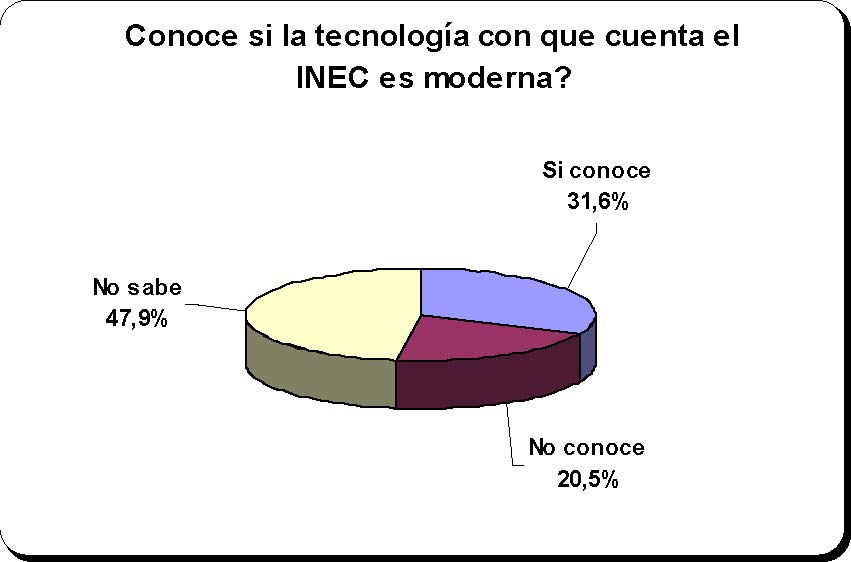 Conoce si la tecnología con que cuenta el
INEC es moderna?
Si conoce
31,6%
No sabe
47,9%
No conoce
20,5%